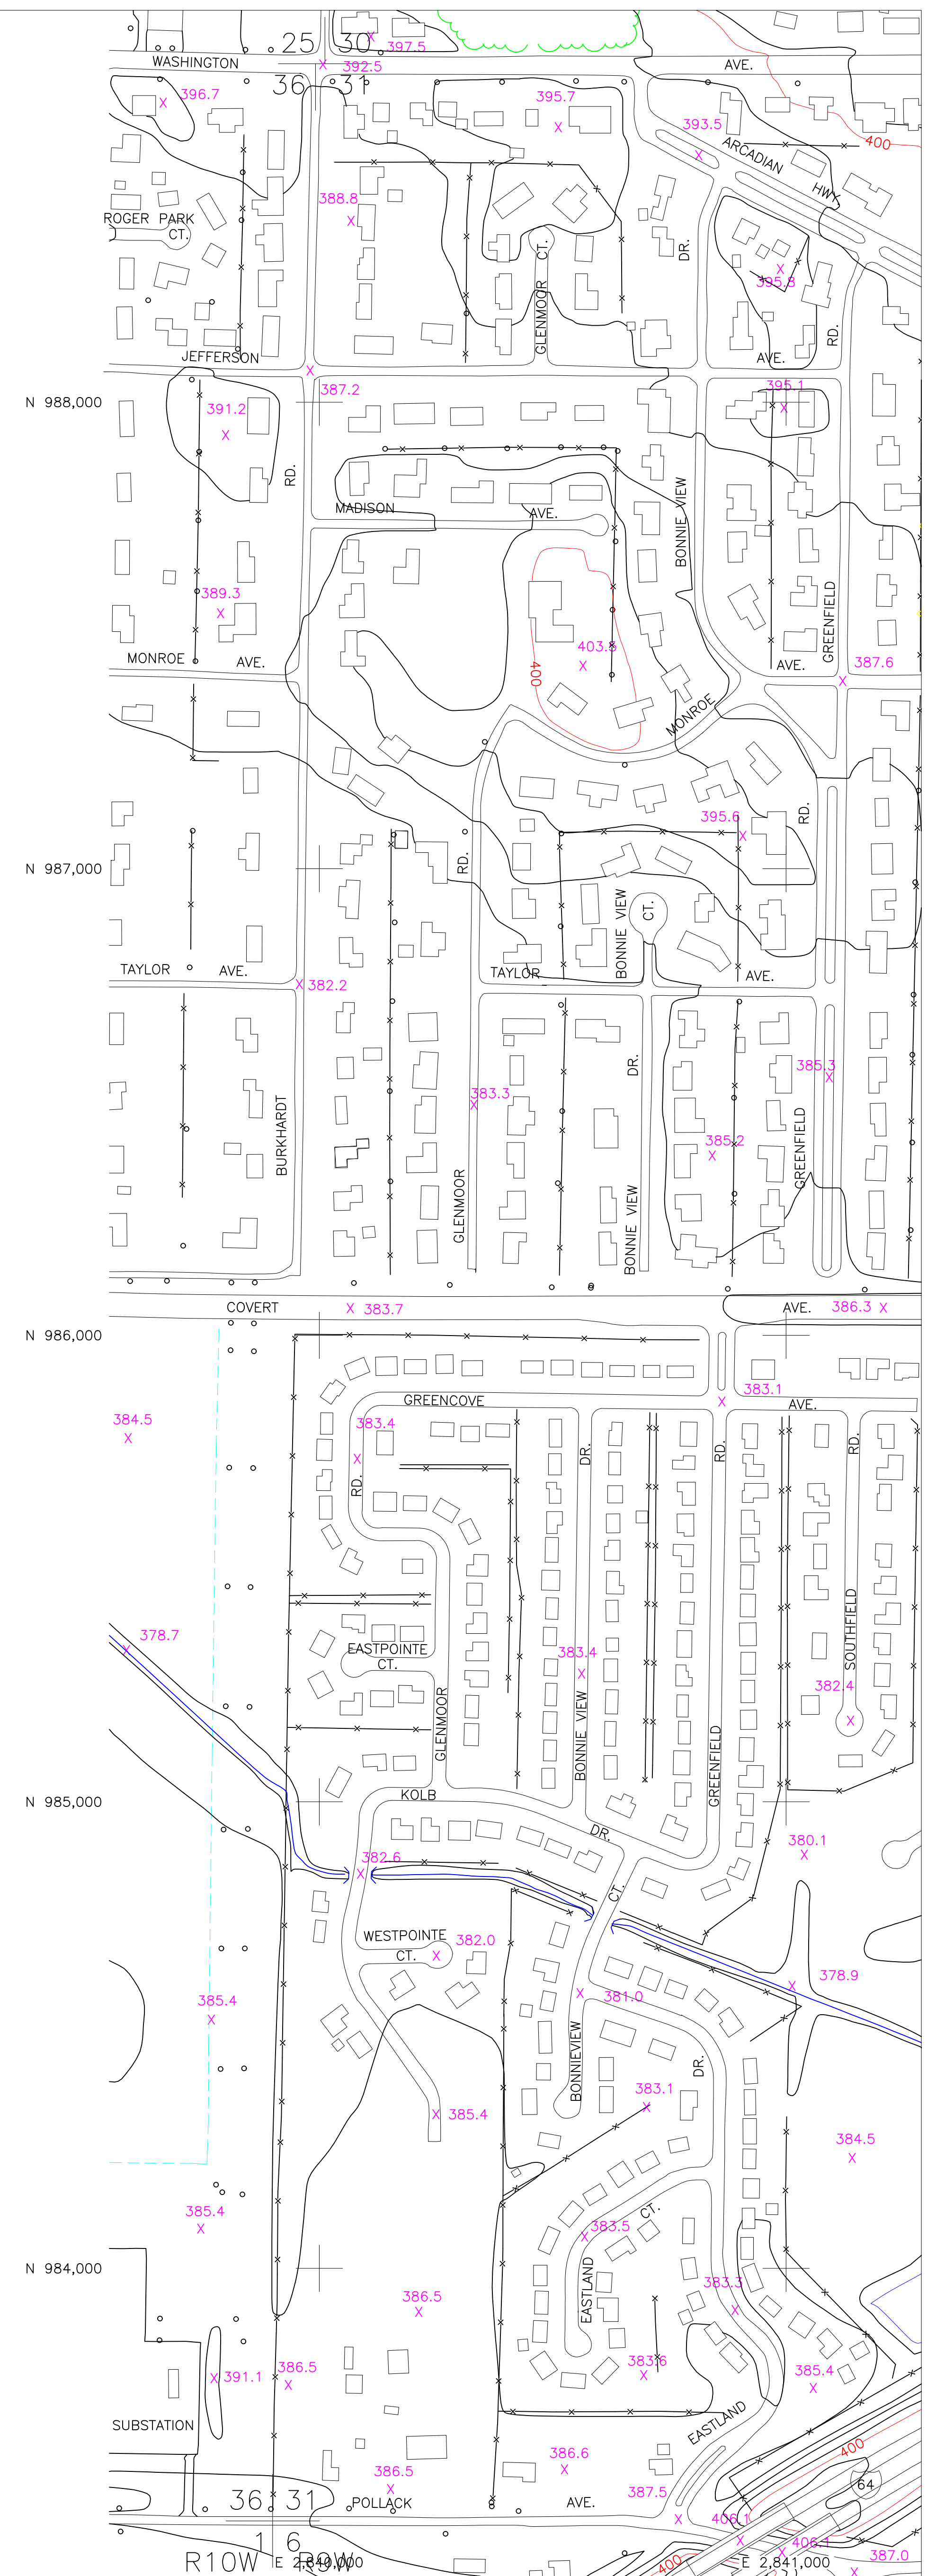 25 30
397.5
WASHINGTON
392.5
AVE.
36 31
396.7
395.7
393.5
ARCADIAN
HWY
400
388.8
ROGER PARK
CT.
GLENMOOR CT.
DR.
395.8
RD.
JEFFERSON
AVE.
387.2
395.1
N 988,000
391.2
RD.
BONNIE VIEW
MADISON
AVE.
389.3
GREENFIELD
403.5
400
MONROE
AVE.
AVE.
387.6
MONROE
395.6
RD.
RD.
N 987,000
BONNIE VIEW
CT.
TAYLOR
AVE.
TAYLOR
AVE.
382.2
385.3
DR.
383.3
BURKHARDT
385.2
GREENFIELD
GLENMOOR
BONNIE VIEW
COVERT
383.7
AVE.
386.3
N 986,000
383.1
GREENCOVE
AVE.
384.5
383.4
DR.
RD.
RD.
RD.
378.7
EASTPOINTE
CT.
383.4
SOUTHFIELD
382.4
GLENMOOR
BONNIE VIEW
GREENFIELD
N 985,000
KOLB
DR.
380.1
382.6
CT.
WESTPOINTE
CT.
382.0
378.9
385.4
381.0
BONNIEVIEW
DR.
383.1
385.4
384.5
385.4
CT.
383.5
N 984,000
EASTLAND
383.3
386.5
391.1
386.5
383.6
385.4
SUBSTATION
EASTLAND
400
386.5
386.6
64
36 31
POLLACK
AVE.
387.5
406.1
1 6
406.1
387.0
R10W R9W
E 2,840,000
400
E 2,841,000